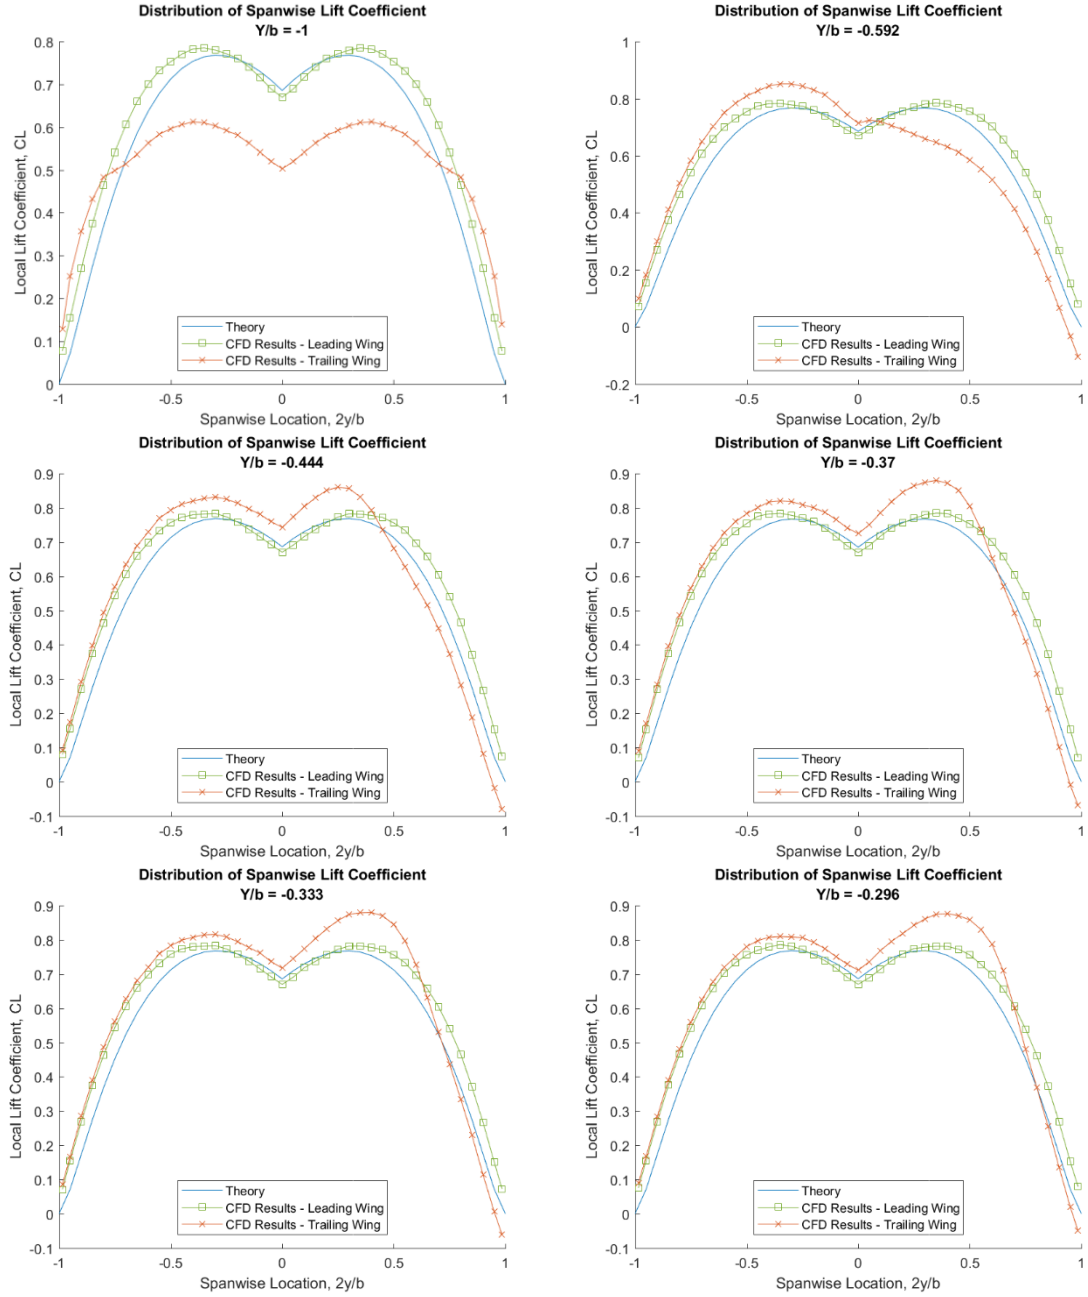 Distribution of Spanwise Lift Coefficient
Y/b = -1
Local Lift Coefficient, CL
0.8
0.7
0.6
0.5
0.4
0.3
0.2
0.1
0
Theory
CFD Results - Leading Wing
CFD Results - Trailing Wing
-1
-0.5
0
0.5
1
Spanwise Location, 2y/b
Distribution of Spanwise Lift Coefficient
Y/b = -0.592
Local Lift Coefficient, CL
1
0.8
0.6
0.4
0.2
0
-0.2
Theory
CFD Results - Leading Wing
CFD Results - Trailing Wing
-1
-0.5
0
0.5
1
Spanwise Location, 2y/b
Distribution of Spanwise Lift Coefficient
Y/b = -0.444
Local Lift Coefficient, CL
0.9
0.8
0.7
0.6
0.5
0.4
0.3
0.2
0.1
0
-0.1
Theory
CFD Results - Leading Wing
CFD Results - Trailing Wing
-1
-0.5
0
0.5
1
Spanwise Location, 2y/b
Distribution of Spanwise Lift Coefficient
Y/b = -0.37
Local Lift Coefficient, CL
0.9
0.8
0.7
0.6
0.5
0.4
0.3
0.2
0.1
0
-0.1
Theory
CFD Results - Leading Wing
CFD Results - Trailing Wing
-1
-0.5
0
0.5
1
Spanwise Location, 2y/b
Distribution of Spanwise Lift Coefficient
Y/b = -0.333
Local Lift Coefficient, CL
0.9
0.8
0.7
0.6
0.5
0.4
0.3
0.2
0.1
0
-0.1
Theory
CFD Results - Leading Wing
CFD Results - Trailing Wing
-1
-0.5
0
0.5
1
Spanwise Location, 2y/b
Distribution of Spanwise Lift Coefficient
Y/b = -0.296
Local Lift Coefficient, CL
0.9
0.8
0.7
0.6
0.5
0.4
0.3
0.2
0.1
0
-0.1
Theory
CFD Results - Leading Wing
CFD Results - Trailing Wing
-1
-0.5
0
0.5
1
Spanwise Location, 2y/b